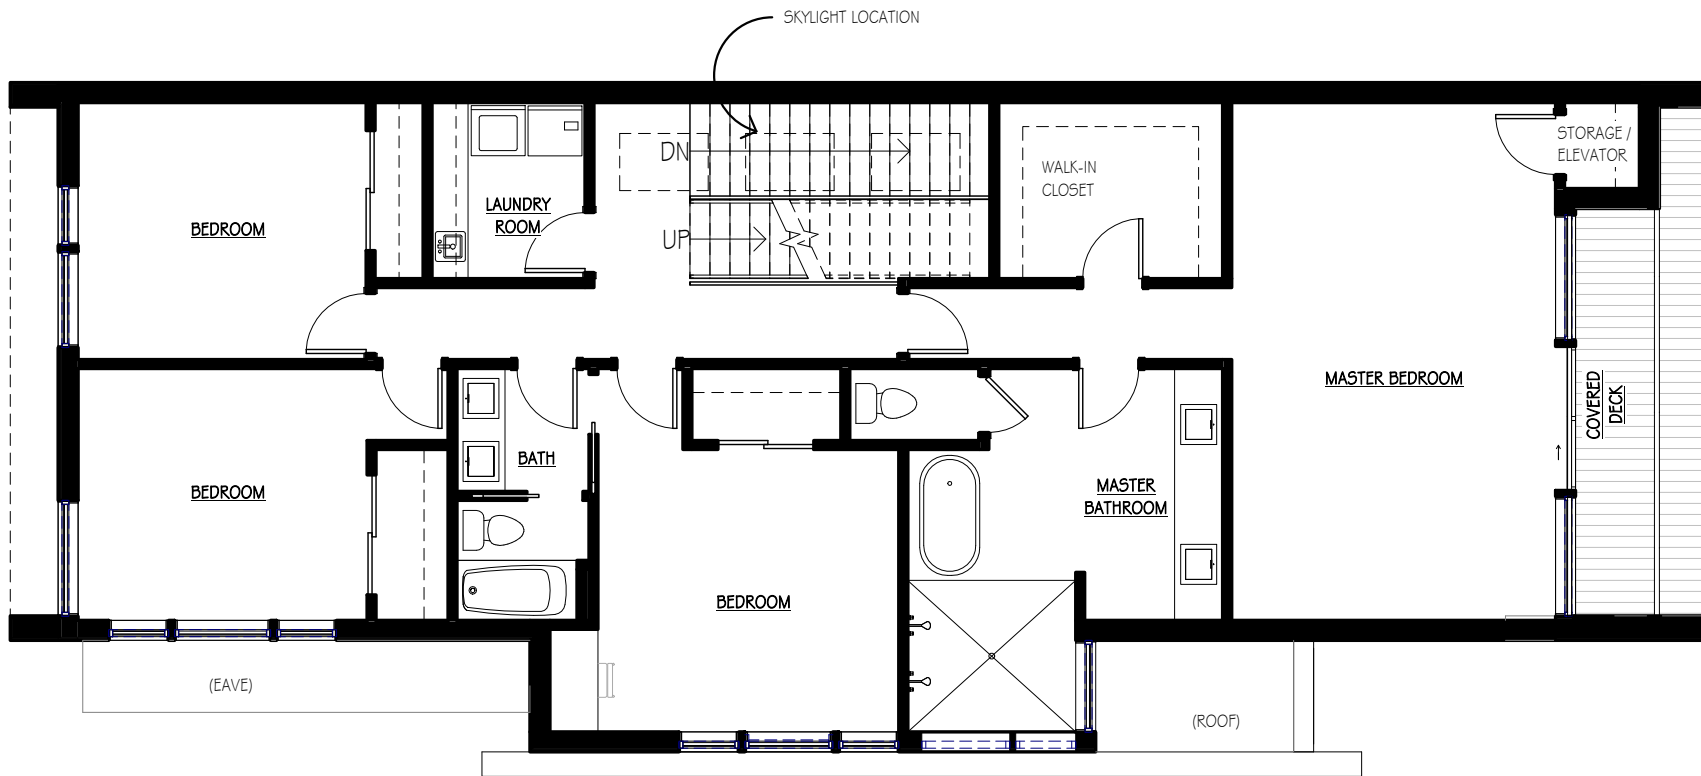 SKYLIGHT LOCATION
STORAGE /
ELEVATOR
DN
WALK-IN
CLOSET
LAUNDRY
ROOM
BEDROOM
UP
MASTER BEDROOM
COVERED
DECK
BATH
BEDROOM
MASTER
BATHROOM
BEDROOM
(EAVE)
(ROOF)